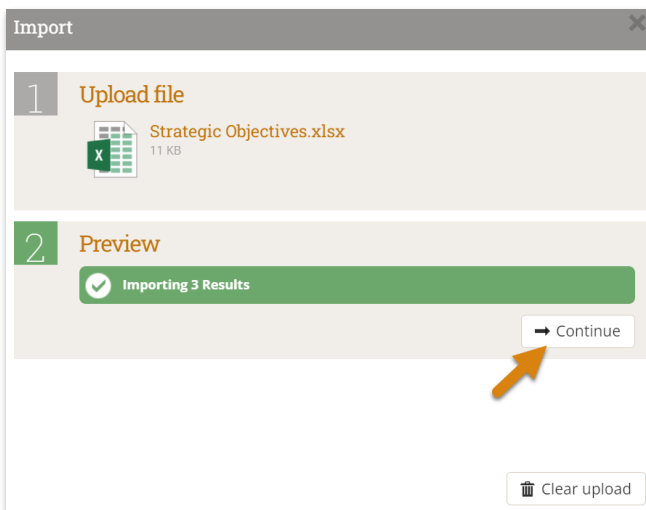 Import
1
Upload file
Strategic Objectives.xlsx
X
11 KB
2
Preview
Importing 3 Results
Continue
Clear upload